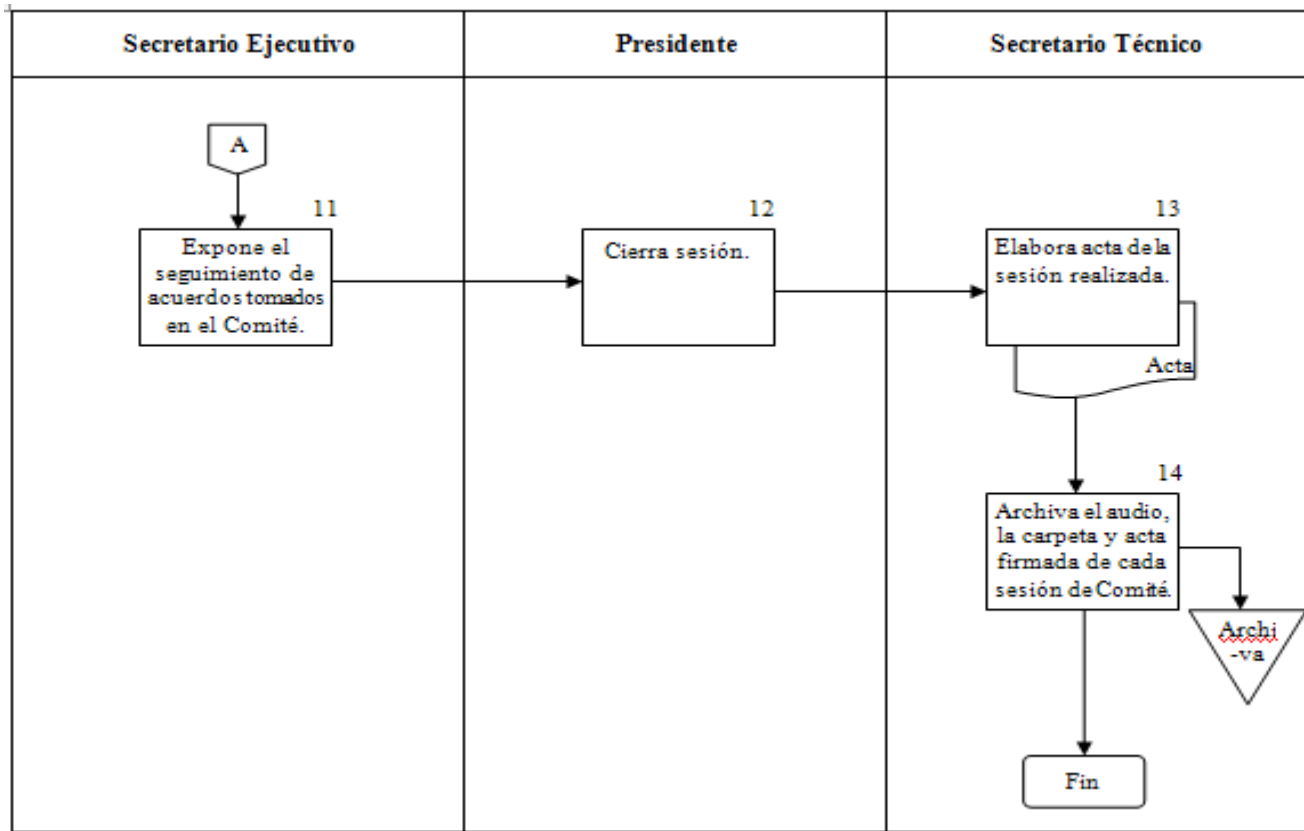 Secretario Ejecutivo
Presidente
Secretario Técnico
A
11
Expone el
seguimiento de
acuerdos tomados
en el Comité.
12
Cierra sesión.
13
Elabora acta de la
sesión realizada.
Acta
14
Archiva el audio,
la carpeta y acta
firmada de cada
sesión de Comité.
Archi
-va
Fin